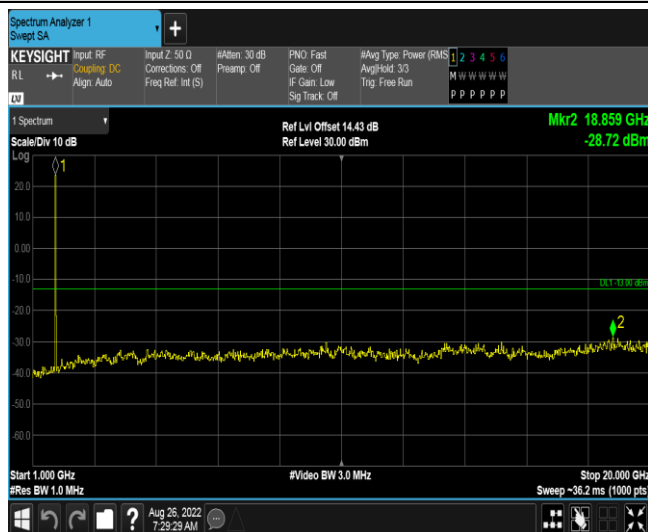 Spectrum Analyzer 1
Swept SA
+
KEYSIGHT
RL
LXI
Input: RF
Coupling: DC
Align: Auto
Input Z: 50 Ω
Corrections: Off
Freq Ref: Int (S)
#Atten: 30 dB
Preamp: Off
PNO: Fast
Gate: Off
IF Gain: Low
Sig Track: Off
#Avg Type: Power (RMS
Avg|Hold: 3/3
Trig: Free Run
1 2 3 4 5 6
M W W W W W
P P P P P P
1 Spectrum
Scale/Div 10 dB
Log
Ref Lvl Offset 14.43 dB
Ref Level 30.00 dBm
Mkr2 18.859 GHz
-28.72 dBm
1
20.0
10.0
0.00
-10.0
DL1 -13.00 dBm
2
-20.0
-30.0
-40.0
-50.0
-60.0
Start 1.000 GHz
#Res BW 1.0 MHz
#Video BW 3.0 MHz
Stop 20.000 GHz
Sweep ~36.2 ms (1000 pts)
?
Aug 26, 2022
7:29:29 AM